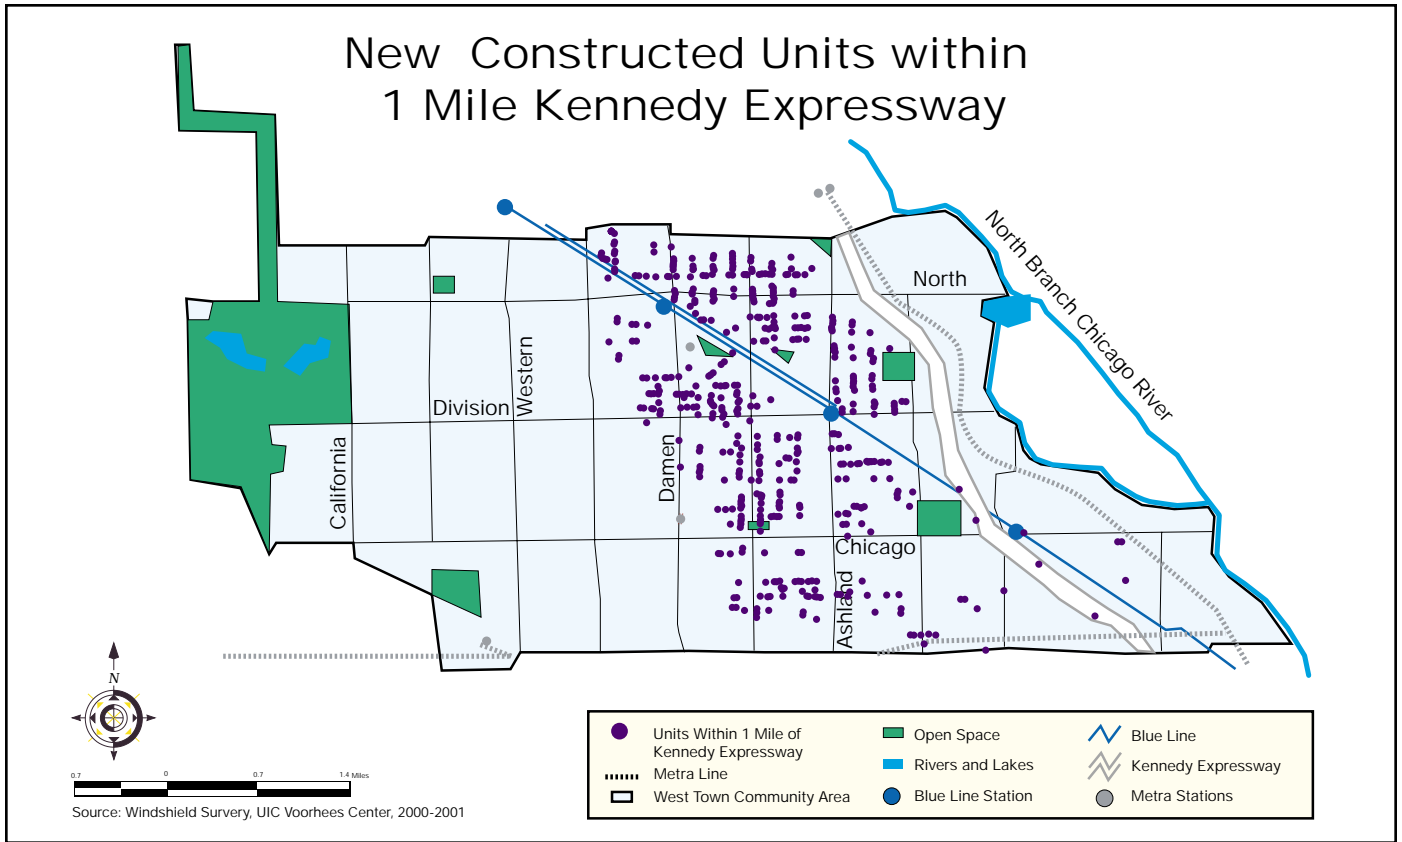 New Constructed Units within
1 Mile Kennedy Expressway
North Branch Chicago River
North
Western
Division
California
Damen
Chicago
Ashland
N
0.7 0 0.7 1.4 Miles
Source: Windshield Survery, UIC Voorhees Center, 2000-2001
Units Within 1 Mile of
Kennedy Expressway
Metra Line
West Town Community Area
Open Space
Rivers and Lakes
Blue Line Station
Blue Line
Kennedy Expressway
Metra Stations